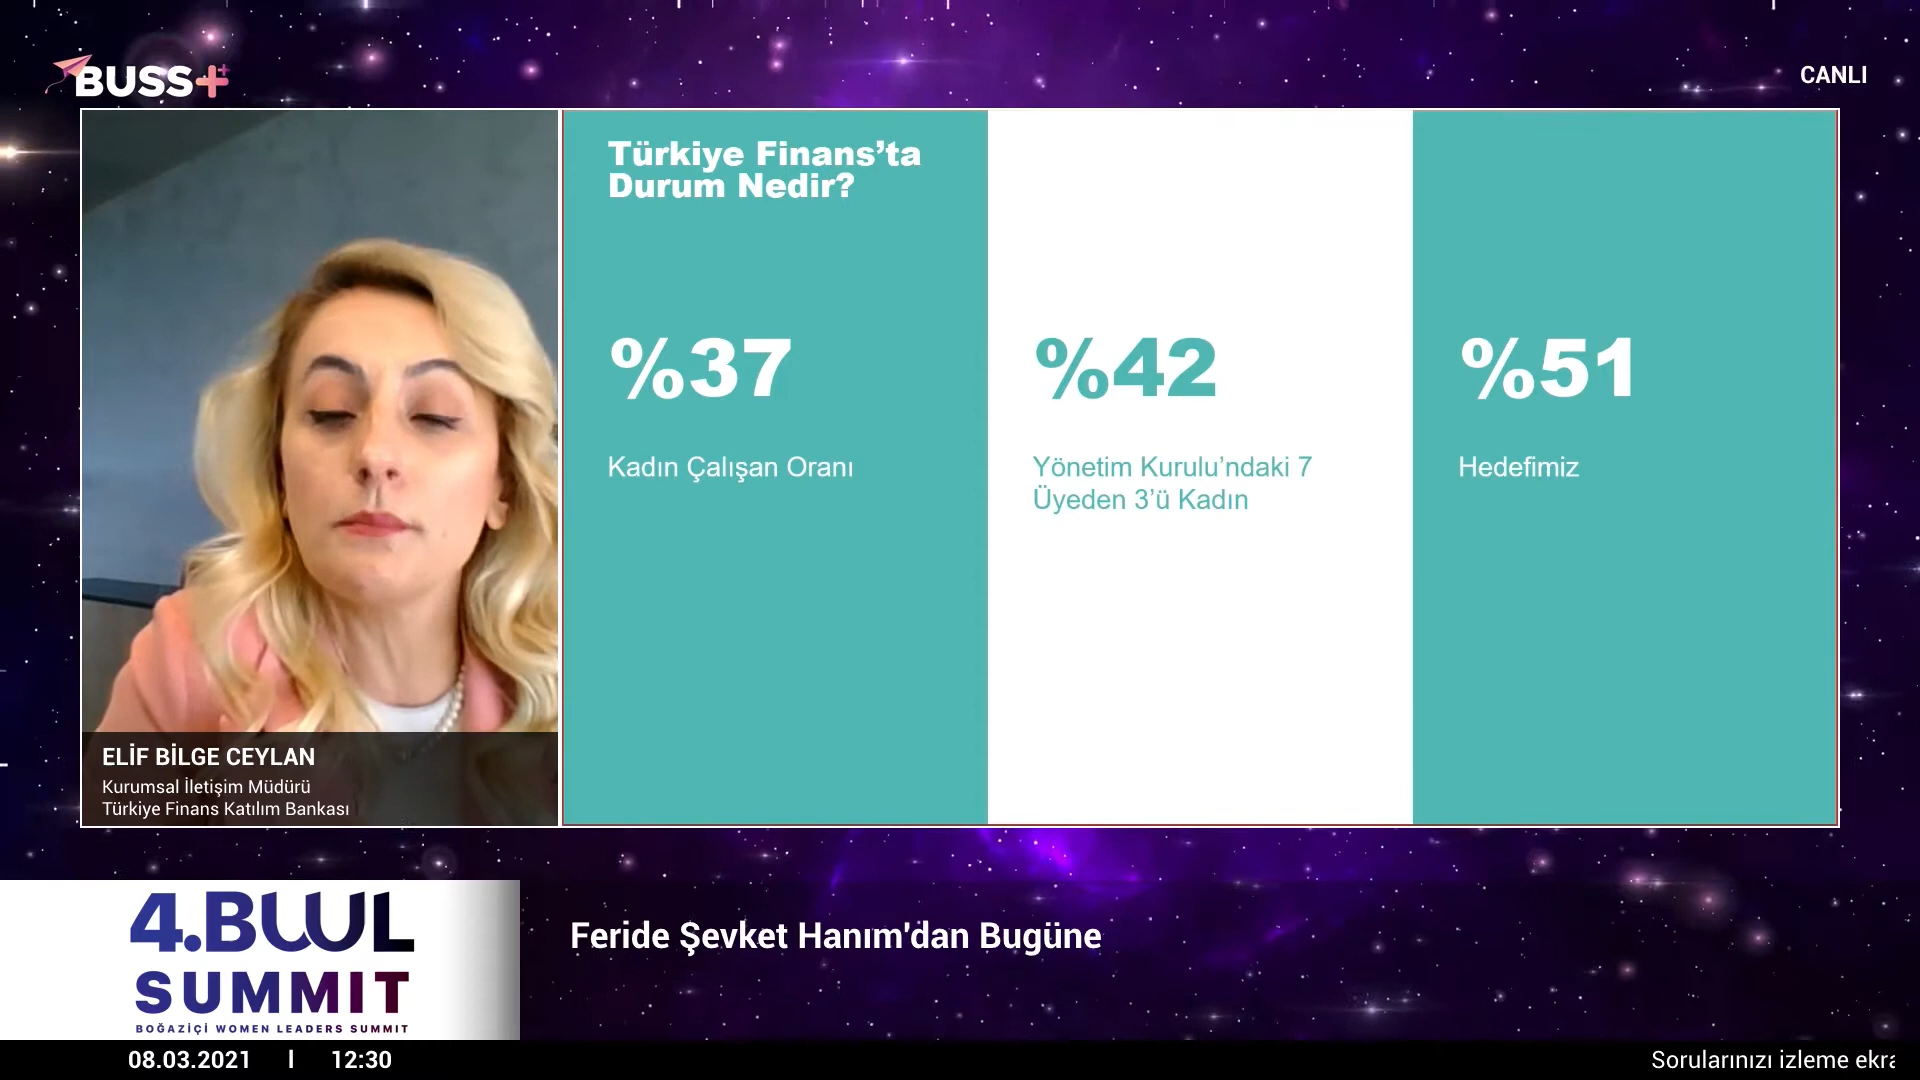 BUSS+
CANLI
Türkiye Finans’ta
Durum Nedir?
%37
Kadın Çalışan Oranı
%42
Yönetim Kurulu’ndaki 7
Üyeden 3’ü Kadın
%51
Hedefimiz
ELİF BİLGE CEYLAN
Kurumsal İletişim Müdürü
Türkiye Finans Katılım Bankası
4.BWL
SUMMIT
BOĞAZİÇİ WOMEN LEADERS SUMMIT
Feride Şevket Hanım'dan Bugüne
08.03.2021 | 12:30
Sorularınızı izleme